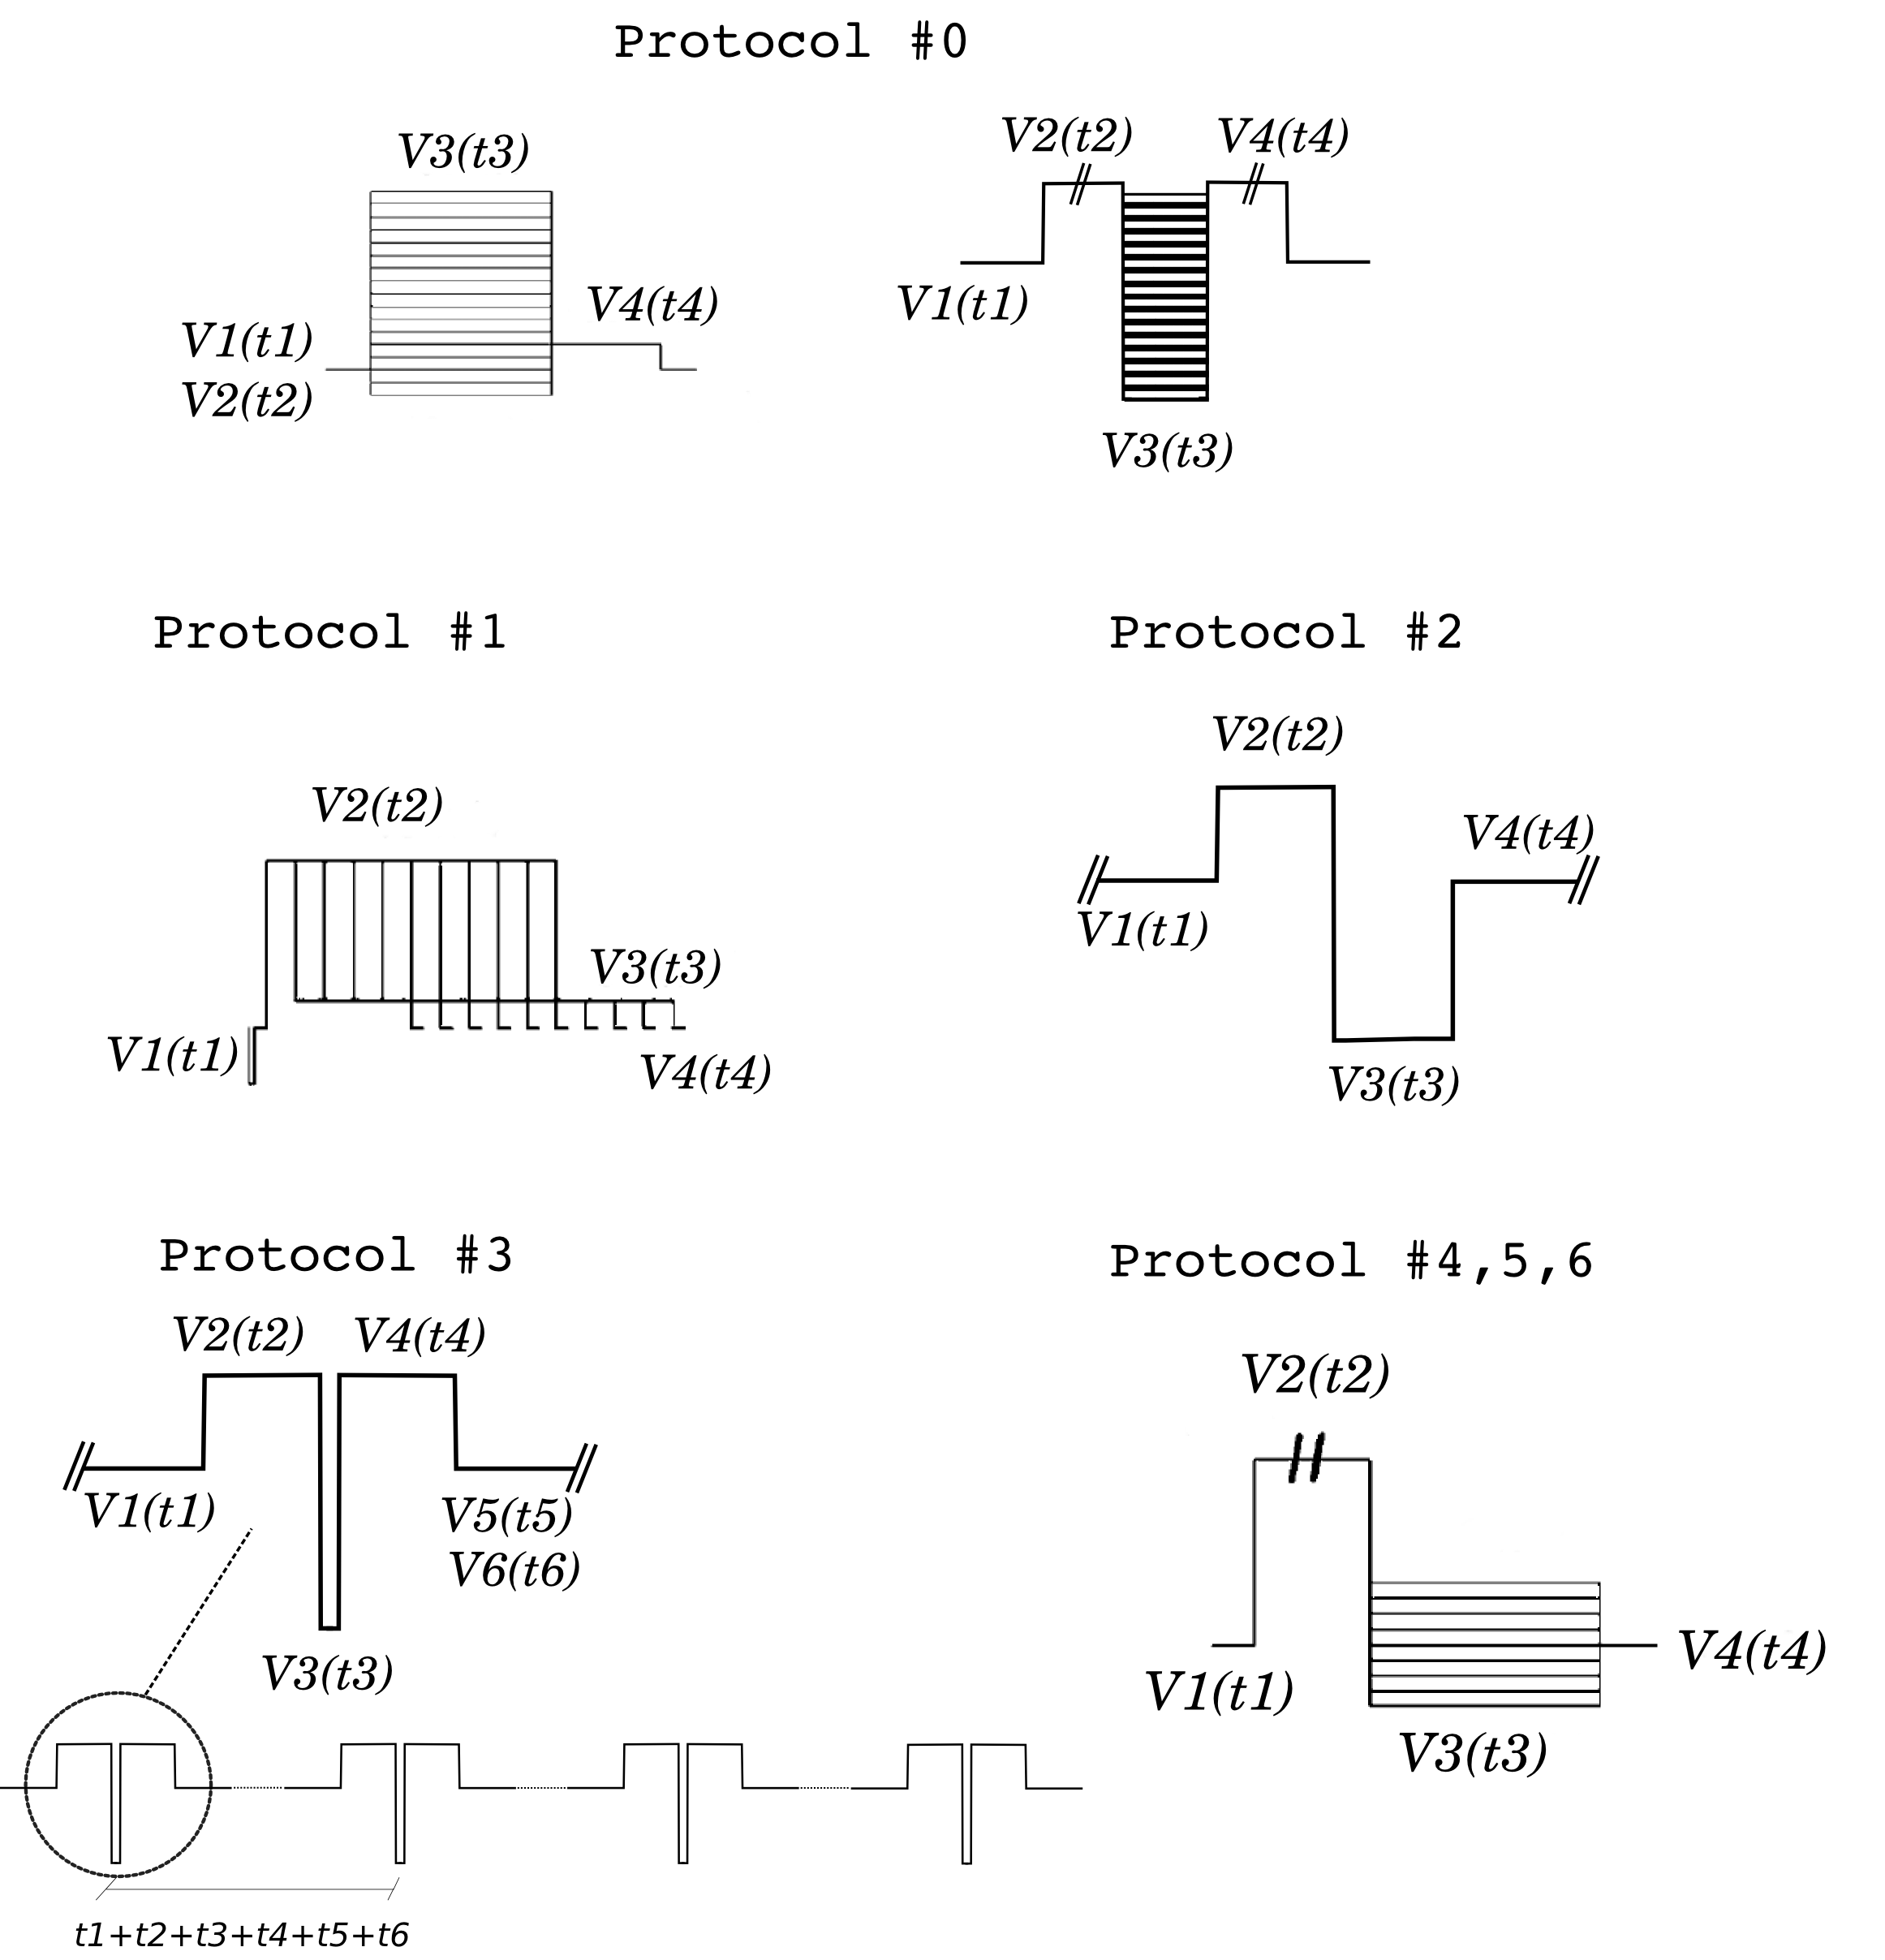 Protocol #0
V3(t3)
V1(t1)
V2(t2)
V4(t4)
V2(t2)
V4(t4)
V1(t1)
V3(t3)
Protocol #1
V2(t2)
V3(t3)
V1(t1)
V4(t4)
Protocol #2
V2(t2)
V4(t4)
V1(t1)
V3(t3)
Protocol #3
V2(t2)
V4(t4)
V1(t1)
V5(t5)
V6(t6)
V3(t3)
t1+t2+t3+t4+t5+t6
Protocol #4,5,6
V2(t2)
V1(t1)
V4(t4)
V3(t3)